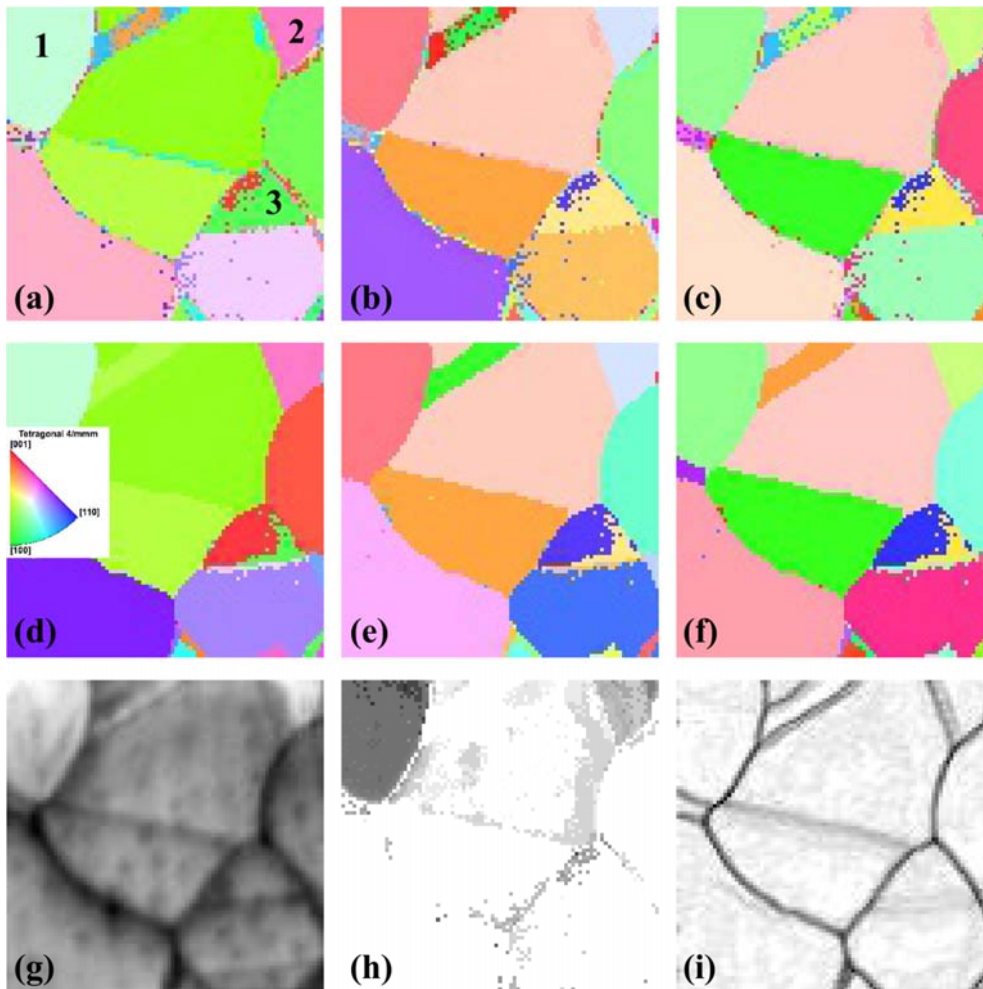 1
2
3
(a)
(b)
(c)
Tetragonal 4/mmm
[001]
[110]
[100]
(d)
(e)
(f)
(g)
(h)
(i)